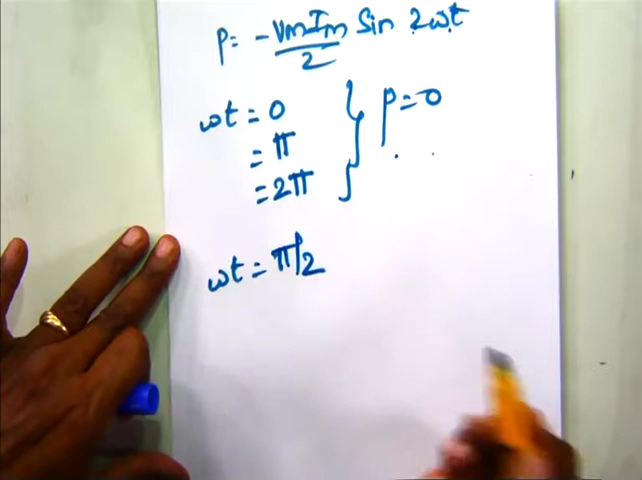 p = - VmIm/2 Sin 2ωt
ωt = 0
= π
= 2π
} p = 0
ωt = π/2